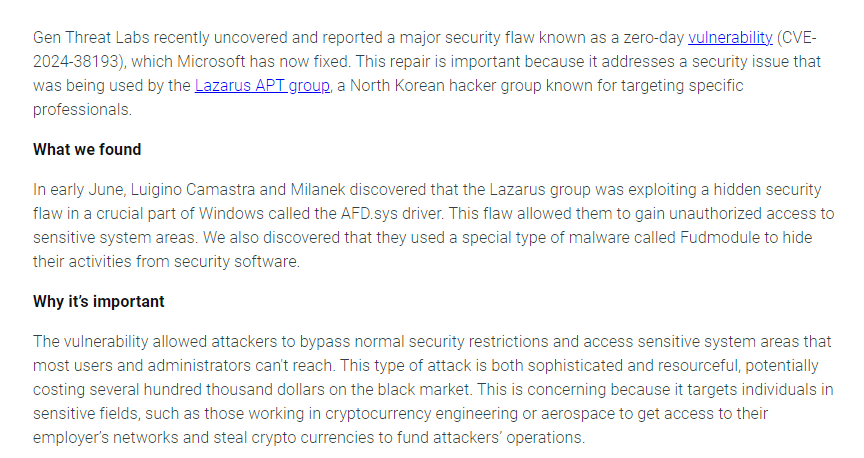 Gen Threat Labs recently uncovered and reported a major security flaw known as a zero-day vulnerability (CVE-
2024-38193), which Microsoft has now fixed. This repair is important because it addresses a security issue that
was being used by the Lazarus APT group, a North Korean hacker group known for targeting specific
professionals.
What we found
In early June, Luigino Camastra and Milanek discovered that the Lazarus group was exploiting a hidden security
flaw in a crucial part of Windows called the AFD.sys driver. This flaw allowed them to gain unauthorized access to
sensitive system areas. We also discovered that they used a special type of malware called Fudmodule to hide
their activities from security software.
Why it’s important
The vulnerability allowed attackers to bypass normal security restrictions and access sensitive system areas that
most users and administrators can't reach. This type of attack is both sophisticated and resourceful, potentially
costing several hundred thousand dollars on the black market. This is concerning because it targets individuals in
sensitive fields, such as those working in cryptocurrency engineering or aerospace to get access to their
employer’s networks and steal crypto currencies to fund attackers’ operations.